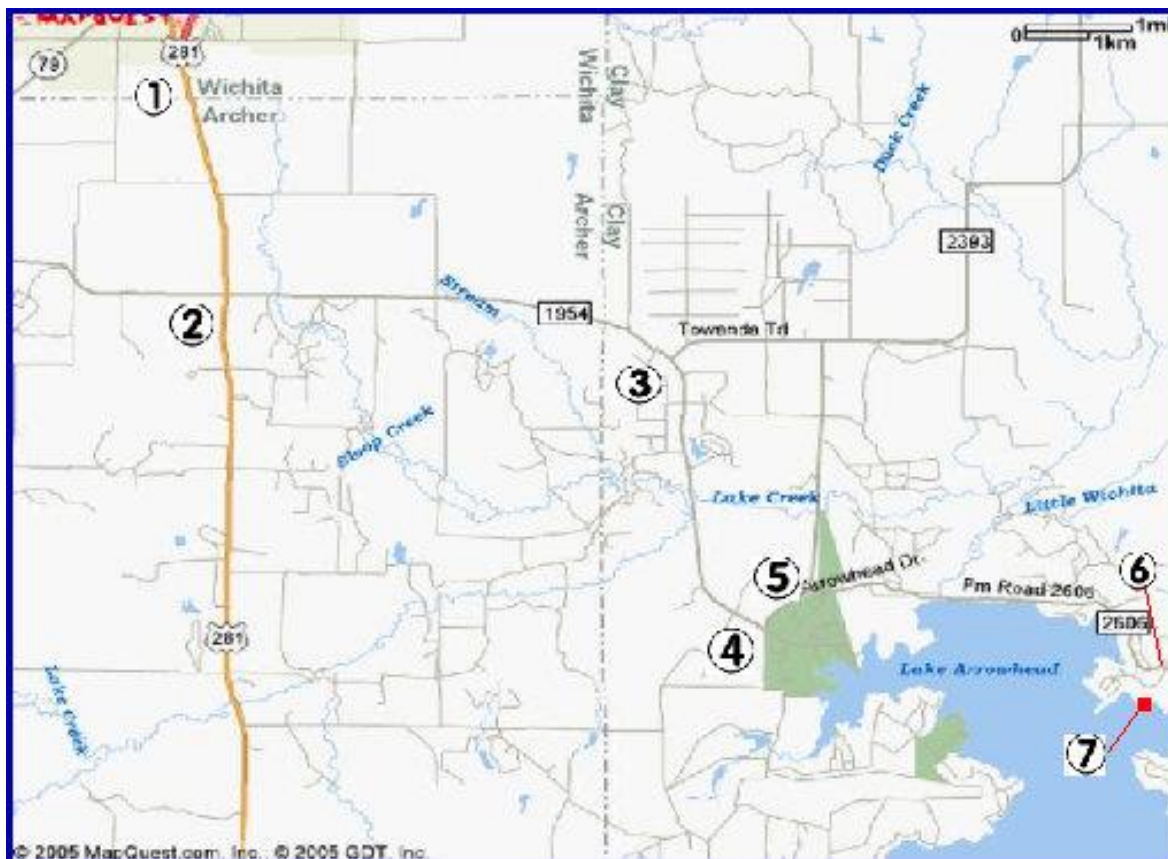 MAPQUEST
0 1mi
1km
281
79
1
Wichita
Archer
Wichita
Clay
Duck Creek
Archer
Clay
2393
Stream
1954
2
Towanda Trl
3
Sloop Creek
Lake Creek
Little Wichita
5
Arrowhead Dr.
Fm Road 2606
6
2606
281
4
Lake Arrowhead
Lake Creek
7
© 2005 MapQuest.com, Inc.; © 2005 GDT, Inc.